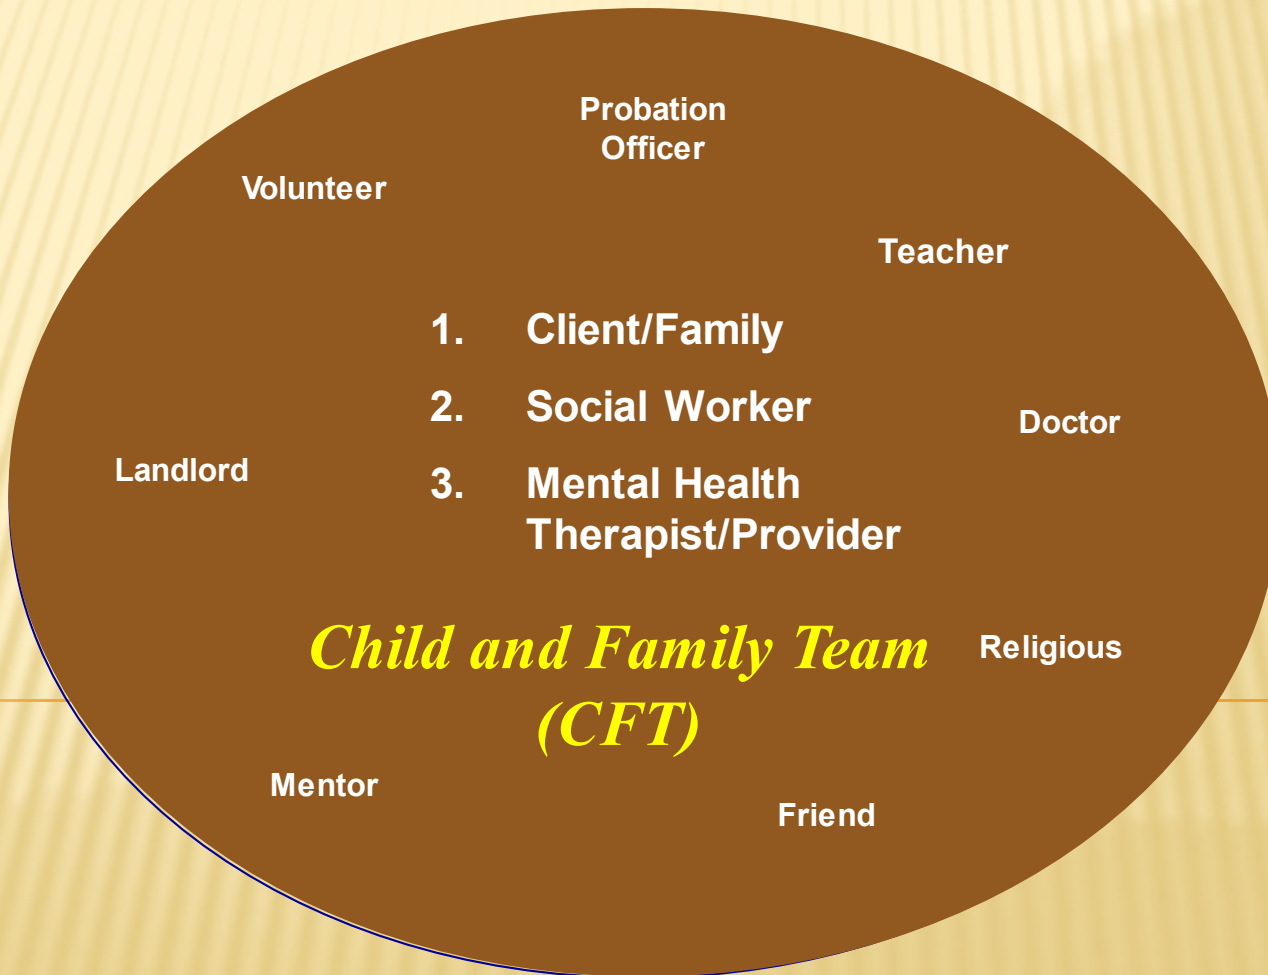 Probation
Officer
Volunteer
Teacher
1. Client/Family
2. Social Worker
Doctor
Landlord
3. Mental Health
Therapist/Provider
Child and Family Team
Religious
(CFT)
Mentor
Friend